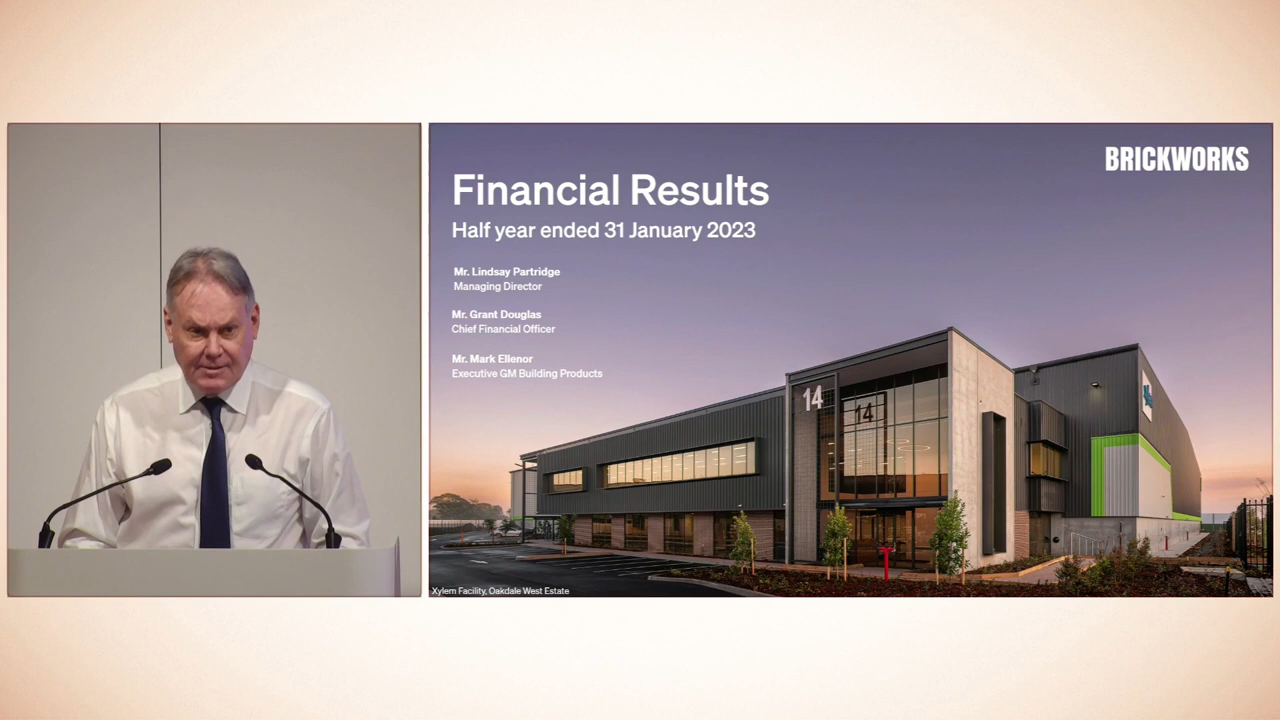 BRICKWORKS
Financial Results
Half year ended 31 January 2023
Mr. Lindsay Partridge
Managing Director
Mr. Grant Douglas
Chief Financial Officer
Mr. Mark Ellenor
Executive GM Building Products
14
14
Xylem Facility, Oakdale West Estate